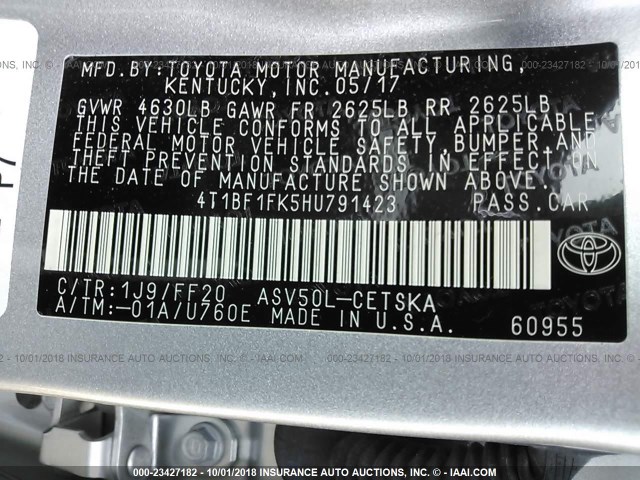 MFD.BY:TOYOTA MOTOR MANUFACTURING,
KENTUCKY, INC. 05/17
GVWR 4630LB GAWR FR 2625LB RR 2625LB
THIS VEHICLE CONFORMS TO ALL APPLICABLE
FEDERAL MOTOR VEHICLE SAFETY, BUMPER, AND
THEFT PREVENTION STANDARDS IN EFFECT ON
THE DATE OF MANUFACTURE SHOWN ABOVE.
4T1BF1FK5HU791423 PASS.CAR
TOYOTA
C/TR:1J9/FF20 ASV50L-CETSKA
A/TM:-01A/U760E MADE IN U.S.A. 60955
000-23427182 - 10/01/2018 INSURANCE AUTO AUCTIONS - © IAAI.COM